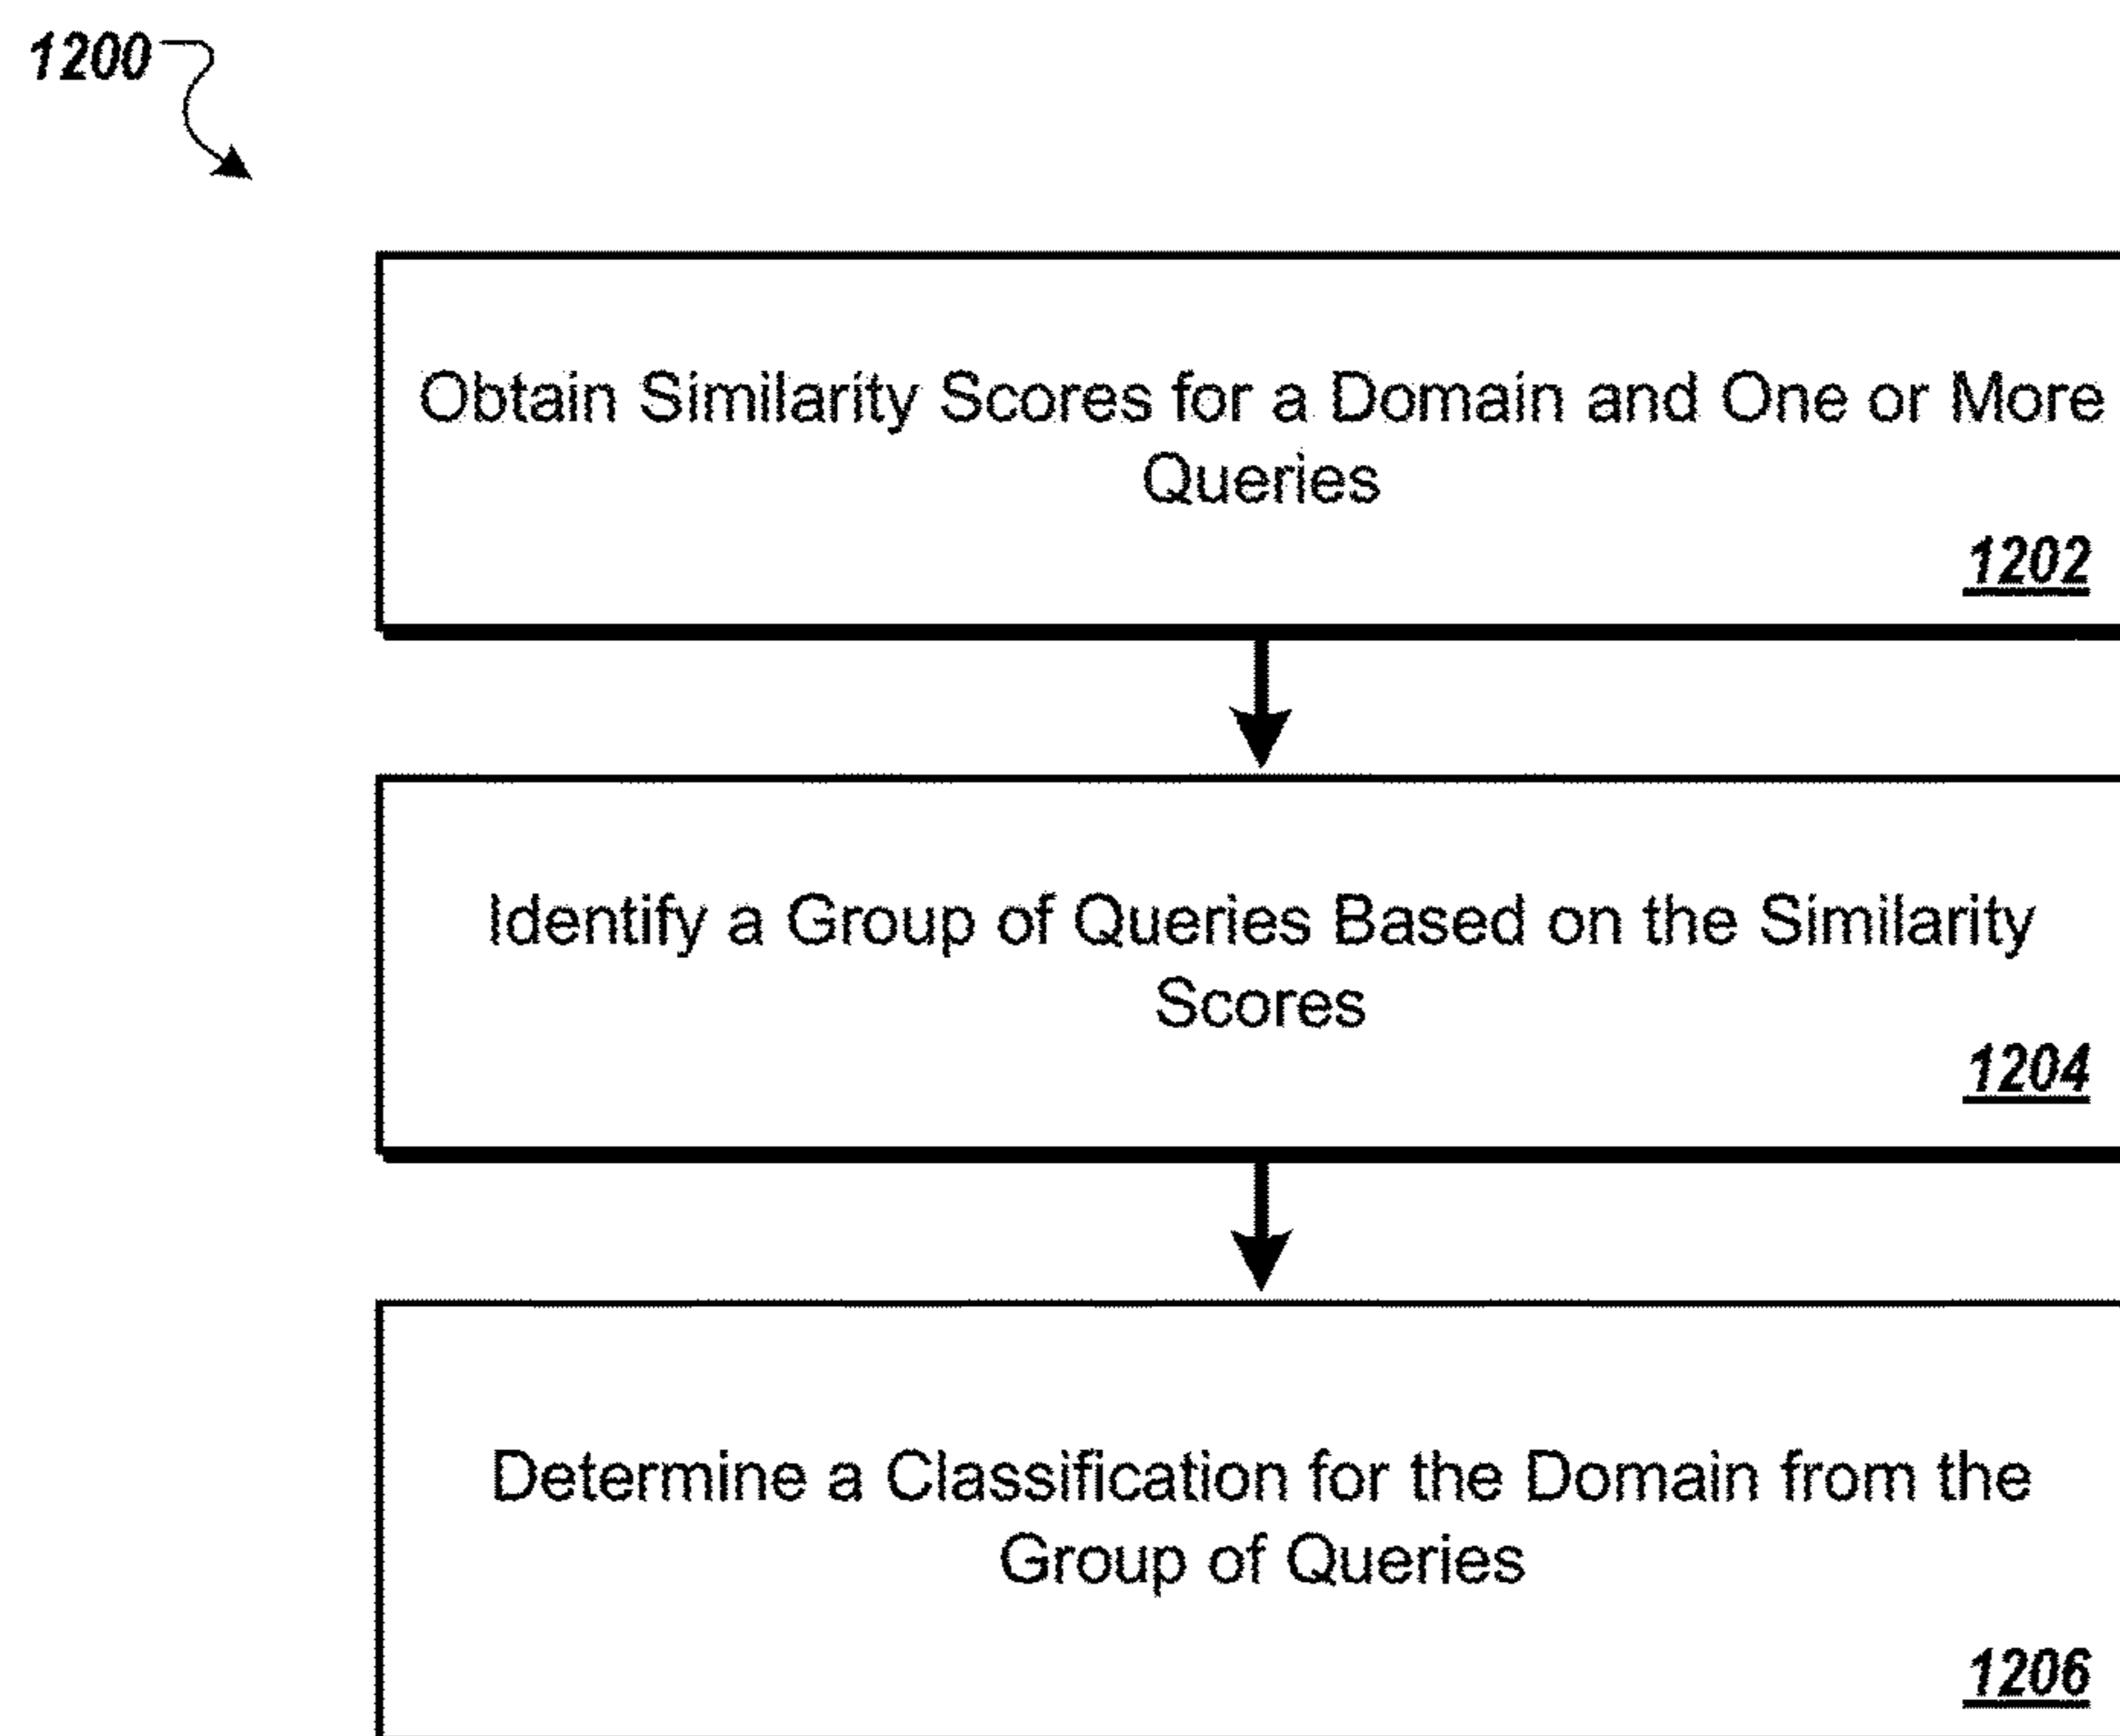 1200
Obtain Similarity Scores for a Domain and One or More
Queries
1202
Identify a Group of Queries Based on the Similarity
Scores
1204
Determine a Classification for the Domain from the
Group of Queries
1206